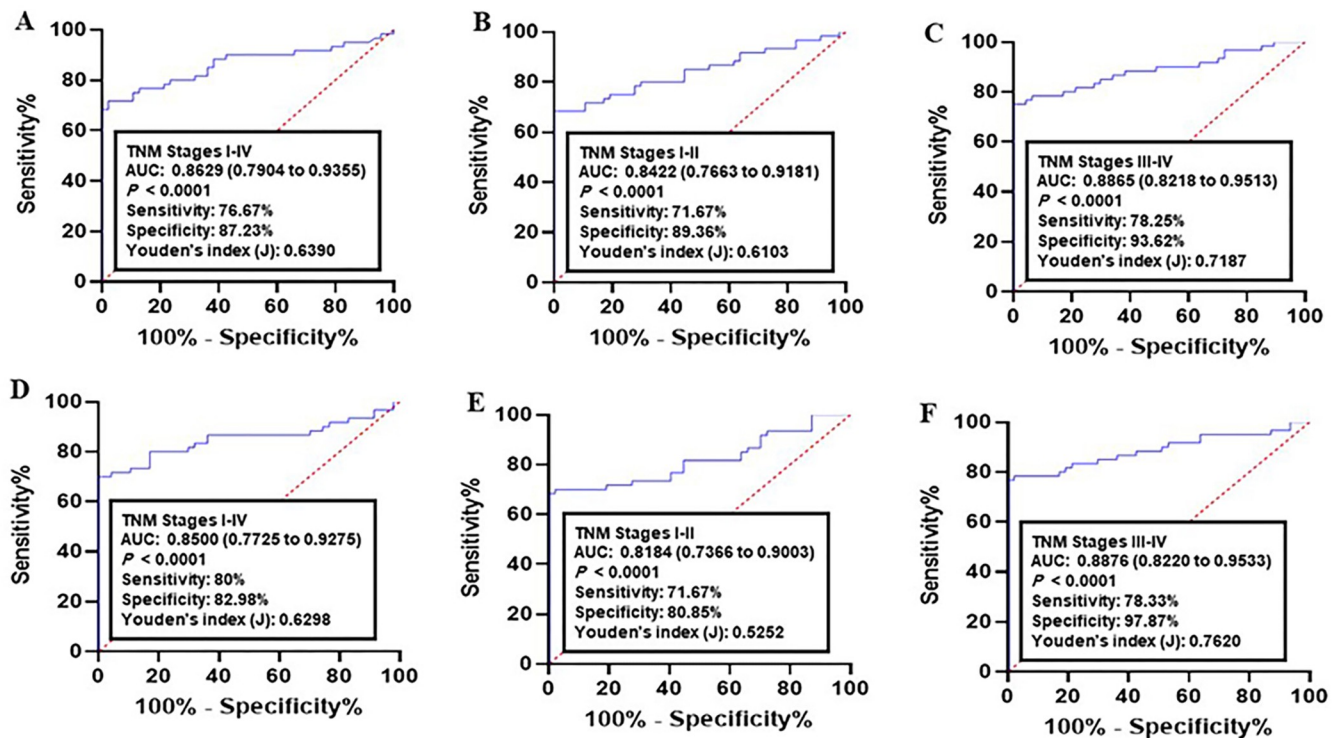 A
100
80
60
40
20
0
Sensitivity%
TNM Stages I-IV
AUC: 0.8629 (0.7904 to 0.9355)
P < 0.0001
Sensitivity: 76.67%
Specificity: 87.23%
Youden's index (J): 0.6390
0 20 40 60 80 100
100% - Specificity%
B
100
80
60
40
20
0
Sensitivity%
TNM Stages I-II
AUC: 0.8422 (0.7663 to 0.9181)
P < 0.0001
Sensitivity: 71.67%
Specificity: 89.36%
Youden's index (J): 0.6103
0 20 40 60 80 100
100% - Specificity%
C
100
80
60
40
20
0
Sensitivity%
TNM Stages III-IV
AUC: 0.8865 (0.8218 to 0.9513)
P < 0.0001
Sensitivity: 78.25%
Specificity: 93.62%
Youden's index (J): 0.7187
0 20 40 60 80 100
100% - Specificity%
D
100
80
60
40
20
0
Sensitivity%
TNM Stages I-IV
AUC: 0.8500 (0.7725 to 0.9275)
P < 0.0001
Sensitivity: 80%
Specificity: 82.98%
Youden's index (J): 0.6298
0 20 40 60 80 100
100% - Specificity%
E
100
80
60
40
20
0
Sensitivity%
TNM Stages I-II
AUC: 0.8184 (0.7366 to 0.9003)
P < 0.0001
Sensitivity: 71.67%
Specificity: 80.85%
Youden's index (J): 0.5252
0 20 40 60 80 100
100% - Specificity%
F
100
80
60
40
20
0
Sensitivity%
TNM Stages III-IV
AUC: 0.8876 (0.8220 to 0.9533)
P < 0.0001
Sensitivity: 78.33%
Specificity: 97.87%
Youden's index (J): 0.7620
0 20 40 60 80 100
100% - Specificity%